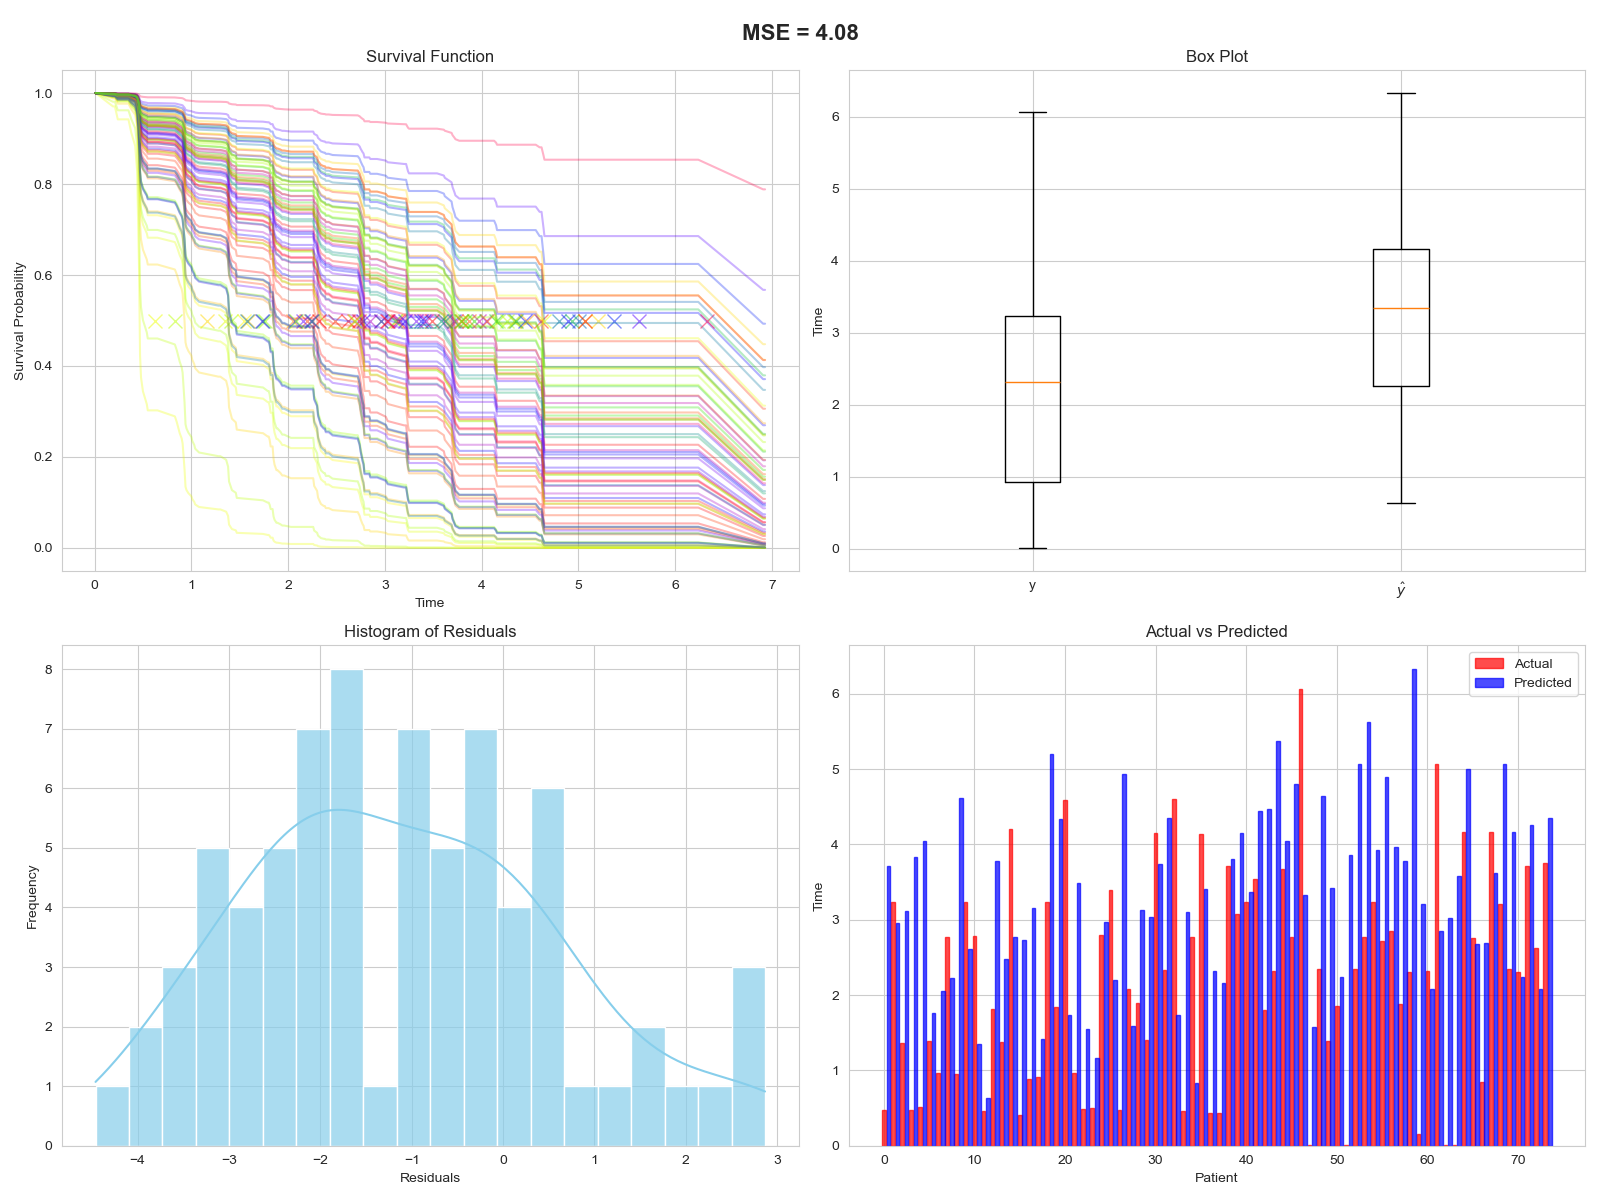 MSE = 4.08
Survival Function
1.0
0.8
0.6
0.4
0.2
0.0
Survival Probability
0 1 2 3 4 5 6 7
Time
Box Plot
6
5
4
3
2
1
0
Time
y ŷ
Histogram of Residuals
8
7
6
5
4
3
2
1
0
Frequency
−4 −3 −2 −1 0 1 2 3
Residuals
Actual vs Predicted
Actual
Predicted
6
5
4
3
2
1
0
Time
0 10 20 30 40 50 60 70
Patient